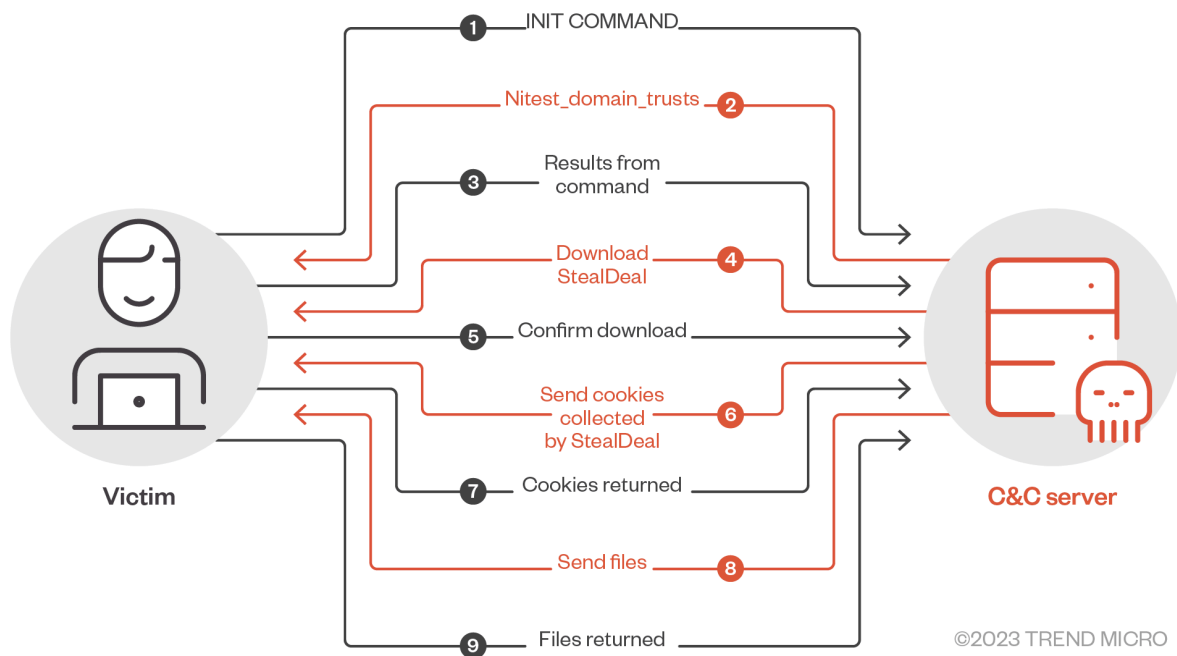 1 INIT COMMAND
Nitest_domain_trusts 2
3 Results from
command
Download 4
StealDeal
5 Confirm download
Send cookies
collected 6
by StealDeal
7 Cookies returned
Send files 8
9 Files returned
Victim
C&C server
©2023 TREND MICRO